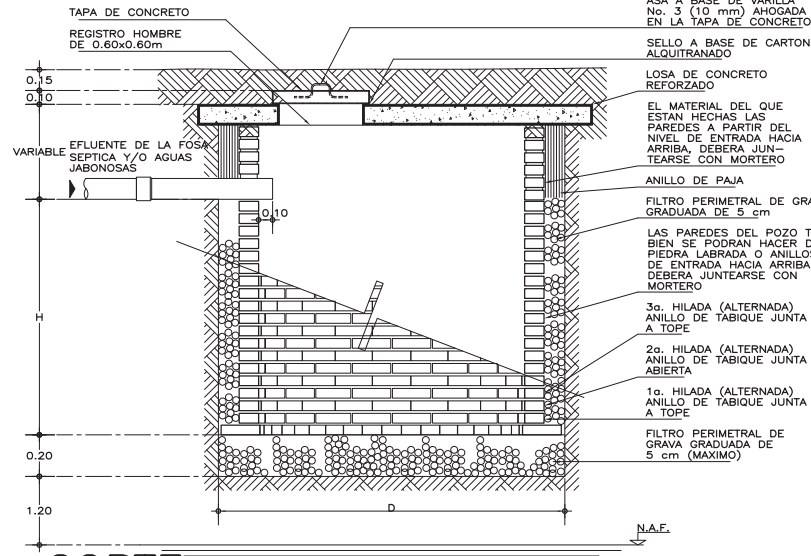 TAPA DE CONCRETO
REGISTRO HOMBRE
DE 0.60x0.60m
ASA A BASE DE VARILLA
No. 3 (10 mm) AHOGADA
EN LA TAPA DE CONCRETO
SELLO A BASE DE CARTON
ALQUITRANADO
LOSA DE CONCRETO
REFORZADO
EL MATERIAL DEL QUE
ESTAN HECHAS LAS
PAREDES A PARTIR DEL
NIVEL DE ENTRADA HACIA
ARRIBA, DEBERA JUN-
TEARSE CON MORTERO
ANILLO DE PAJA
FILTRO PERIMETRAL DE GRA
GRADUADA DE 5 cm
LAS PAREDES DEL POZO T
BIEN SE PODRAN HACER D
PIEDRA LABRADA O ANILLOS
DE ENTRADA HACIA ARRIBA
DEBERA JUNTEARSE CON
MORTERO
3a. HILADA (ALTERNADA)
ANILLO DE TABIQUE JUNTA
A TOPE
2a. HILADA (ALTERNADA)
ANILLO DE TABIQUE JUNTA
ABIERTA
1a. HILADA (ALTERNADA)
ANILLO DE TABIQUE JUNTA
A TOPE
FILTRO PERIMETRAL DE
GRAVA GRADUADA DE
5 cm (MAXIMO)
0.15
0.10
VARIABLE
EFLUENTE DE LA FOSA
SEPTICA Y/O AGUAS
JABONOSAS
0.10
H
0.20
1.20
D
N.A.F.
CORTE